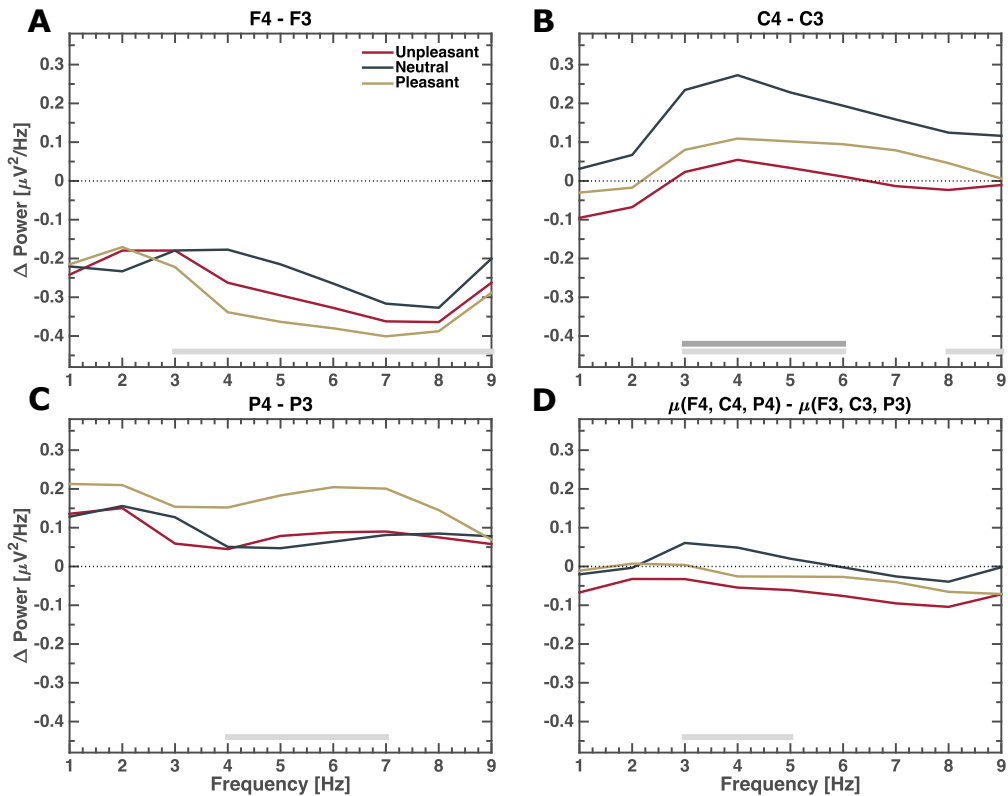 A
F4 - F3
Unpleasant
Neutral
Pleasant
0.3
0.2
0.1
0
-0.1
-0.2
-0.3
-0.4
Δ Power [μV²/Hz]
1 2 3 4 5 6 7 8 9
B
C4 - C3
0.3
0.2
0.1
0
-0.1
-0.2
-0.3
-0.4
1 2 3 4 5 6 7 8 9
C
P4 - P3
0.3
0.2
0.1
0
-0.1
-0.2
-0.3
-0.4
Δ Power [μV²/Hz]
1 2 3 4 5 6 7 8 9
Frequency [Hz]
D
μ(F4, C4, P4) - μ(F3, C3, P3)
0.3
0.2
0.1
0
-0.1
-0.2
-0.3
-0.4
1 2 3 4 5 6 7 8 9
Frequency [Hz]